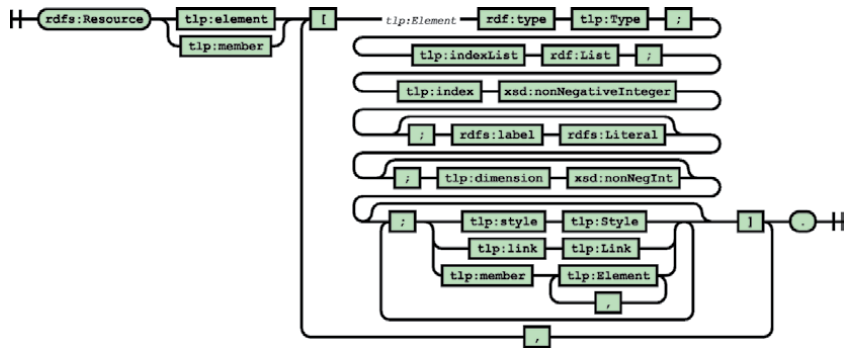 rdfs:Resource tlp:element [ tlp:Element rdf:type tlp:Type ;
tlp:member
tlp:indexList rdf:List ;
tlp:index xsd:nonNegativeInteger
; rdfs:label rdfs:Literal
; tlp:dimension xsd:nonNegInt
; tlp:style tlp:Style ] .
tlp:link tlp:Link
tlp:member tlp:Element
,
,